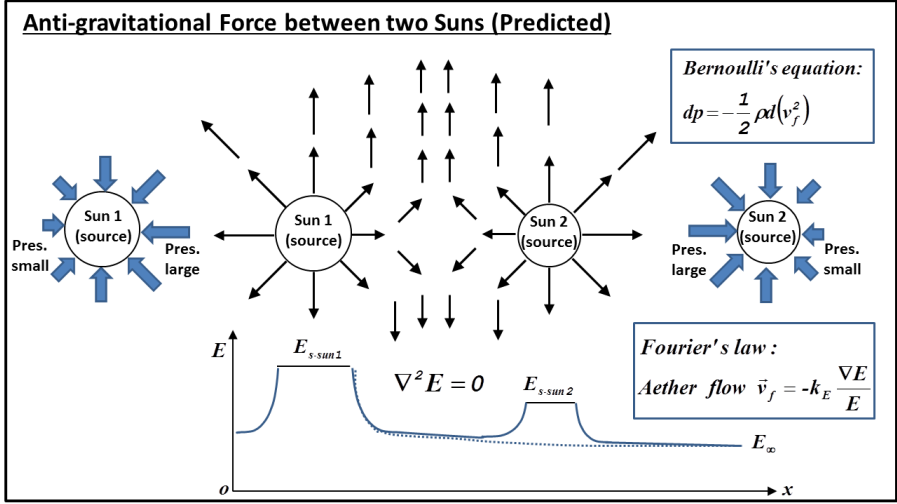 Anti-gravitational Force between two Suns (Predicted)
Bernoulli's equation:
dp = -1/2 ρd(v_f^2)
Sun 1
(source)
Pres.
small
Pres.
large
Sun 1
(source)
Sun 2
(source)
Sun 2
(source)
Pres.
large
Pres.
small
E
E_s-sun1
∇²E = 0
E_s-sun2
E_∞
o
x
Fourier's law :
Aether flow v⃗_f = -k_E ∇E/E